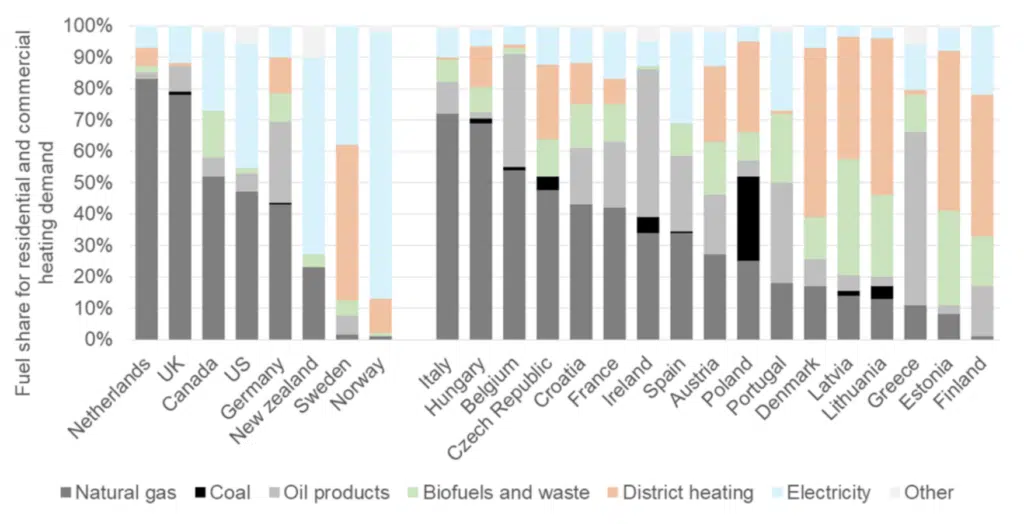 Fuel share for residential and commercial
heating demand
100%
90%
80%
70%
60%
50%
40%
30%
20%
10%
0%
Netherlands
UK
Canada
US
Germany
New zealand
Sweden
Norway
Italy
Hungary
Belgium
Czech Republic
Croatia
France
Ireland
Spain
Austria
Poland
Portugal
Denmark
Latvia
Lithuania
Greece
Estonia
Finland
Natural gas Coal Oil products Biofuels and waste District heating Electricity Other